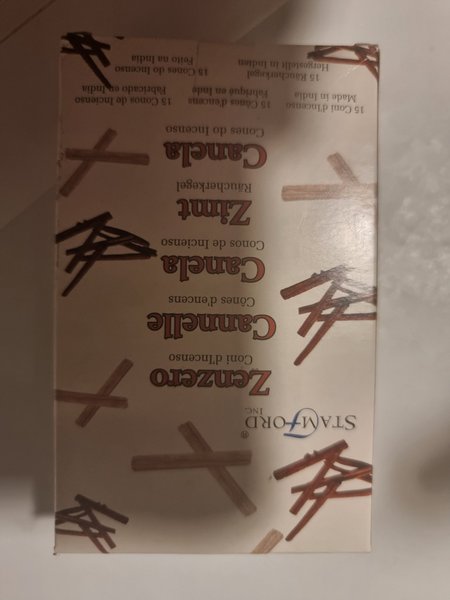 STAMFORD®
INC.
Zenzero
Coni d'Incenso
Cannelle
Cônes d'encens
Canela
Conos de Incienso
Zimt
Räucherkegel
Canela
Cones do Incenso
15 Coni d'Incenso
Made in India
15 Cônes d'encens
Fabriqué en Inde
15 Conos de Incienso
Fabricado en India
15 Räucherkegel
Hergestellt in Indien
15 Conos do Incenso
Feito na India